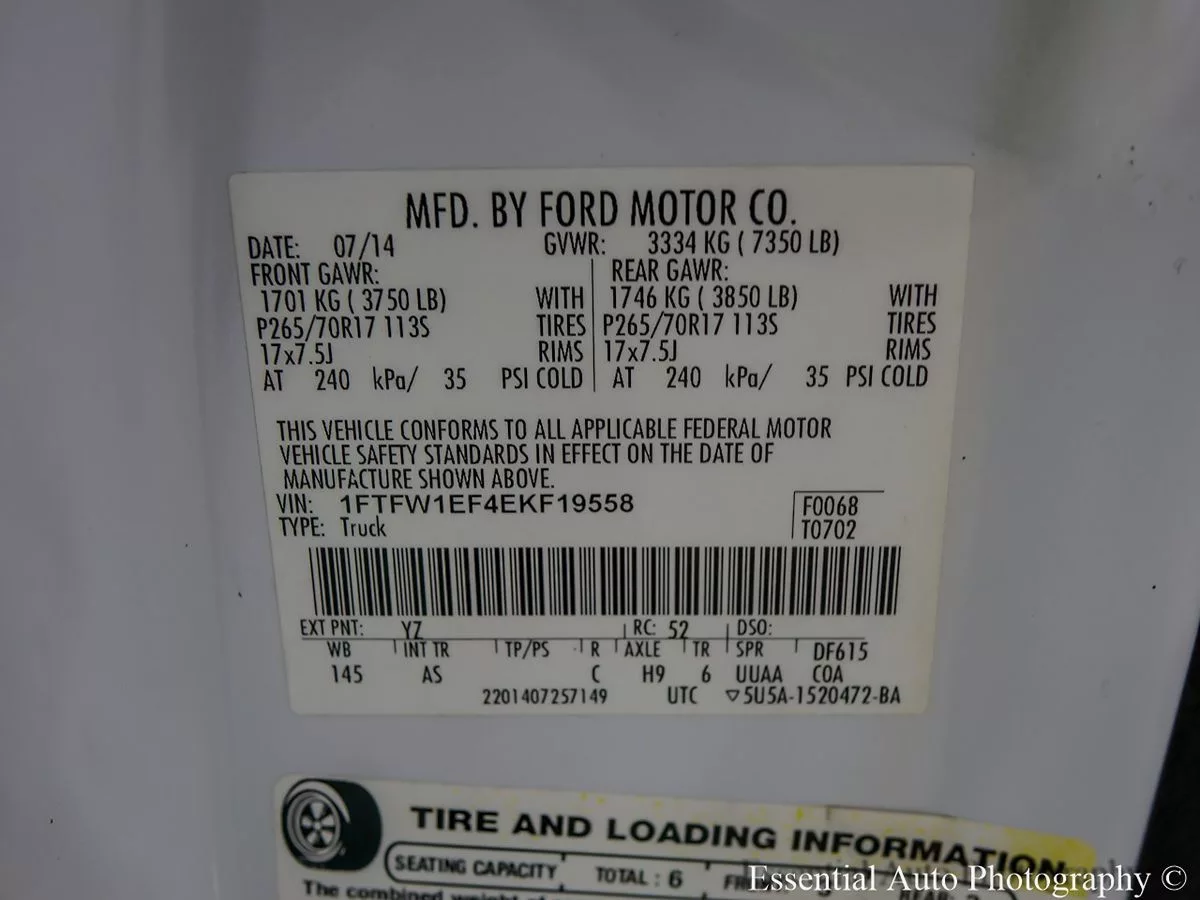 MFD. BY FORD MOTOR CO.
DATE: 07/14 GVWR: 3334 KG ( 7350 LB)
FRONT GAWR: REAR GAWR:
1701 KG ( 3750 LB) WITH 1746 KG ( 3850 LB) WITH
P265/70R17 113S TIRES P265/70R17 113S TIRES
17x7.5J RIMS 17x7.5J RIMS
AT 240 kPa/ 35 PSI COLD AT 240 kPa/ 35 PSI COLD
THIS VEHICLE CONFORMS TO ALL APPLICABLE FEDERAL MOTOR
VEHICLE SAFETY STANDARDS IN EFFECT ON THE DATE OF
MANUFACTURE SHOWN ABOVE.
VIN: 1FTFW1EF4EKF19558 F0068
TYPE: Truck T0702
EXT PNT: YZ RC: 52 DSO:
WB INT TR TP/PS R AXLE TR SPR DF615
145 AS C H9 6 UUAA COA
2201407257149 UTC ▽5U5A-1520472-BA
TIRE AND LOADING INFORMATION
SEATING CAPACITY TOTAL : 6
The combined weight of
Essential Auto Photography ©